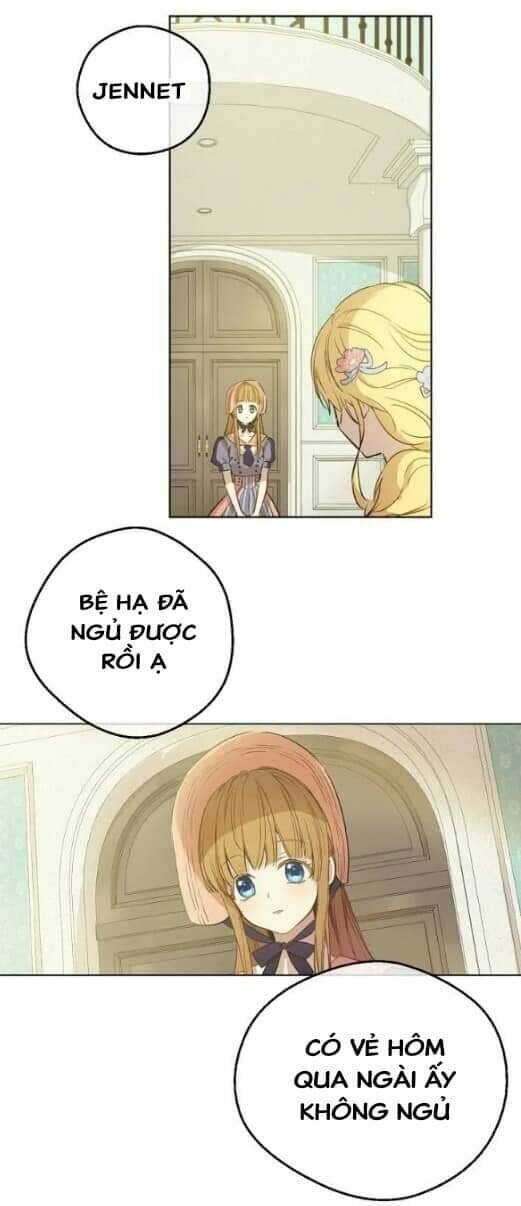 JENNET
BỆ HẠ ĐÃ
NGỦ ĐƯỢC
RỒI Ạ
CÓ VẺ HÔM
QUA NGÀI ẤY
KHÔNG NGỦ